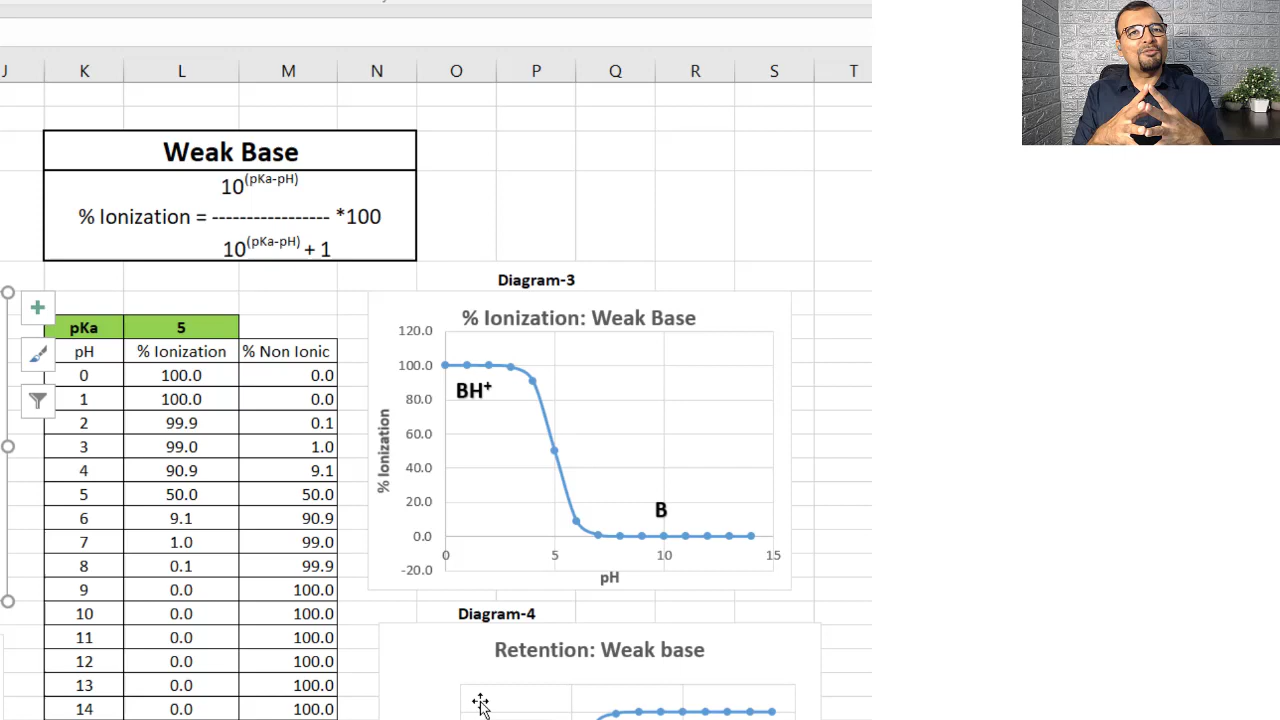 J K L M N O P Q R S T
Weak Base
10(pKa-pH)
% Ionization = ----------------- *100
10(pKa-pH) + 1
Diagram-3
pKa 5
pH % Ionization % Non Ionic
0 100.0 0.0
1 100.0 0.0
2 99.9 0.1
3 99.0 1.0
4 90.9 9.1
5 50.0 50.0
6 9.1 90.9
7 1.0 99.0
8 0.1 99.9
9 0.0 100.0
10 0.0 100.0
11 0.0 100.0
12 0.0 100.0
13 0.0 100.0
14 0.0 100.0
% Ionization: Weak Base
120.0
100.0
80.0
60.0
40.0
20.0
0.0
-20.0
% Ionization
BH+
B
0 5 10 15
pH
Diagram-4
Retention: Weak base